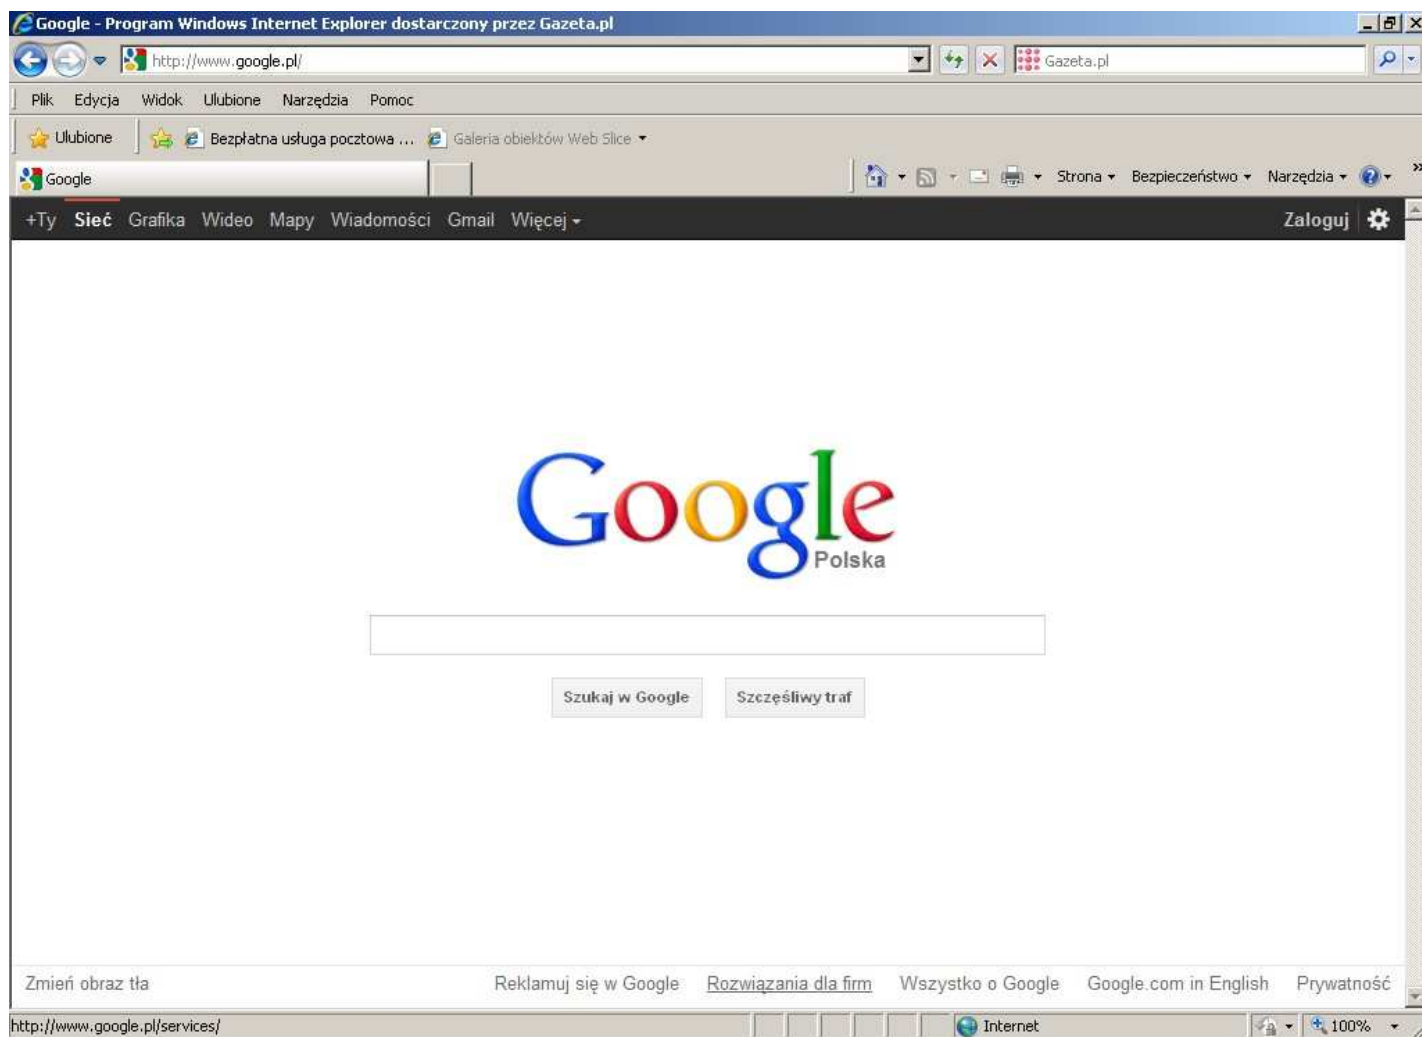 Google - Program Windows Internet Explorer dostarczony przez Gazeta.pl
http://www.google.pl/ Gazeta.pl
Plik Edycja Widok Ulubione Narzędzia Pomoc
Ulubione Bezpłatna usługa pocztowa ... Galeria obiektów Web Slice
Google Strona Bezpieczeństwo Narzędzia »
+Ty Sieć Grafika Wideo Mapy Wiadomości Gmail Więcej Zaloguj
Google
Polska
Szukaj w Google Szczęśliwy traf
Zmień obraz tła Reklamuj się w Google Rozwiązania dla firm Wszystko o Google Google.com in English Prywatność
http://www.google.pl/services/ Internet 100%